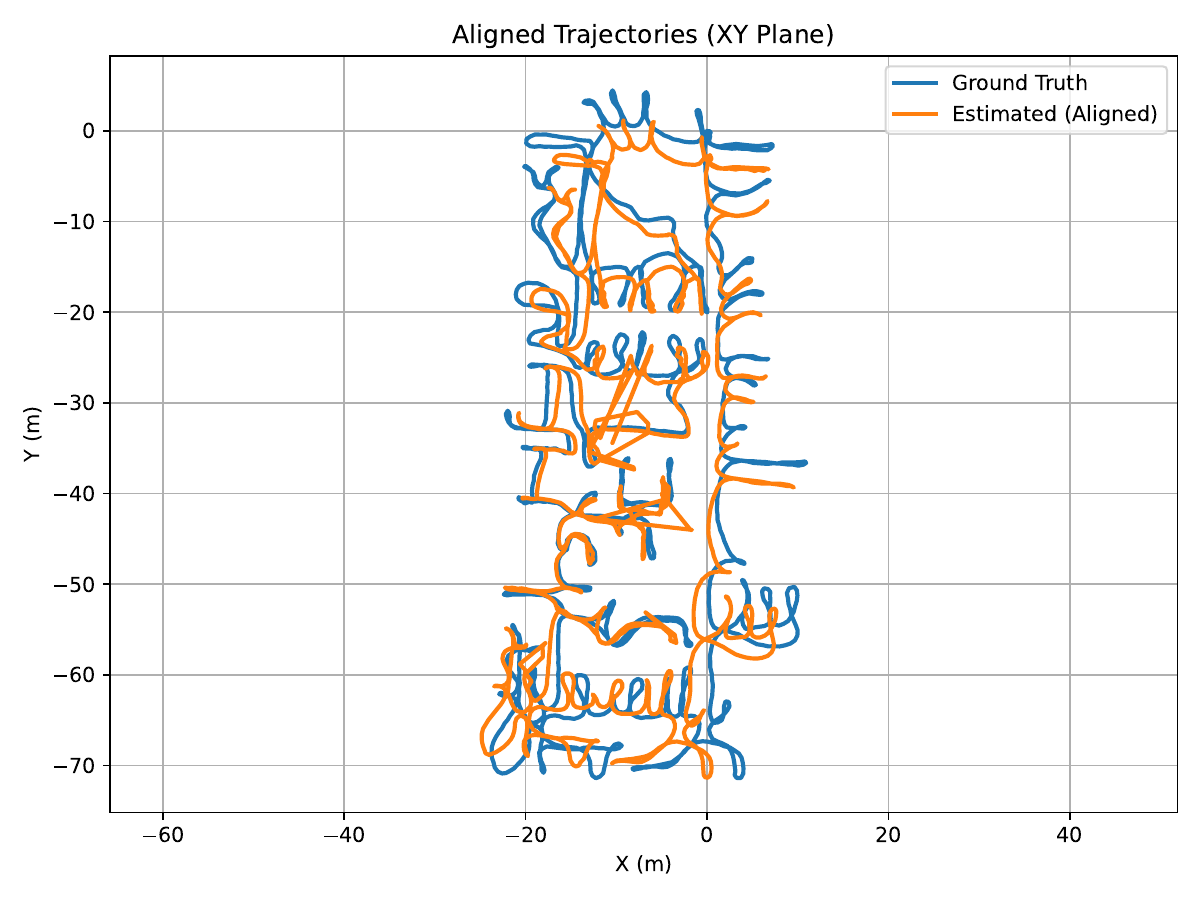 Aligned Trajectories (XY Plane)
Ground Truth
Estimated (Aligned)
0
−10
−20
−30
−40
−50
−60
−70
Y (m)
−60
−40
−20
0
20
40
X (m)